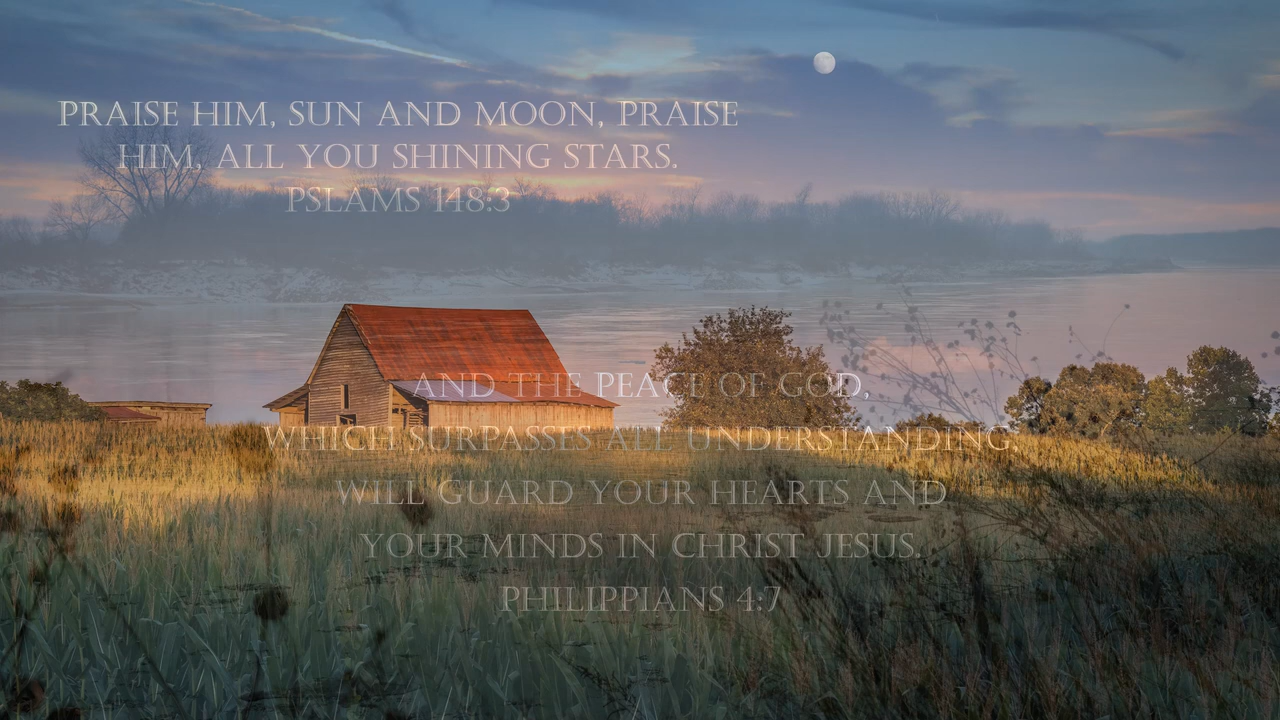 PRAISE HIM, SUN AND MOON, PRAISE
HIM, ALL YOU SHINING STARS.
PSLAMS 148:3
AND THE PEACE OF GOD,
WHICH SURPASSES ALL UNDERSTANDING,
WILL GUARD YOUR HEARTS AND
YOUR MINDS IN CHRIST JESUS.
PHILIPPIANS 4:7